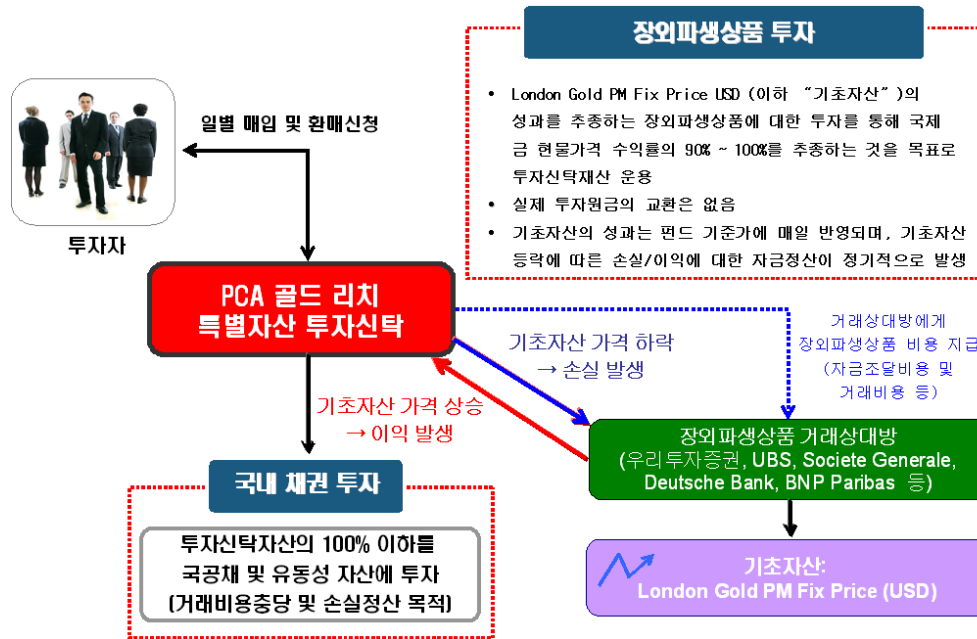 장외파생상품 투자
• London Gold PM Fix Price USD (이하 “기초자산”)의
성과를 추종하는 장외파생상품에 대한 투자를 통해 국제
금 현물가격 수익률의 90% ~ 100%를 추종하는 것을 목표로
투자신탁재산 운용
• 실제 투자원금의 교환은 없음
• 기초자산의 성과는 펀드 기준가에 매일 반영되며, 기초자산
등락에 따른 손실/이익에 대한 자금정산이 정기적으로 발생
일별 매입 및 환매신청
투자자
PCA 골드 리치
특별자산 투자신탁
기초자산 가격 하락
→ 손실 발생
거래상대방에게
장외파생상품 비용 지급
(자금조달비용 및
거래비용 등)
기초자산 가격 상승
→ 이익 발생
장외파생상품 거래상대방
(우리투자증권, UBS, Societe Generale,
Deutsche Bank, BNP Paribas 등)
국내 채권 투자
투자신탁자산의 100% 이하를
국공채 및 유동성 자산에 투자
(거래비용충당 및 손실정산 목적)
기초자산:
London Gold PM Fix Price (USD)